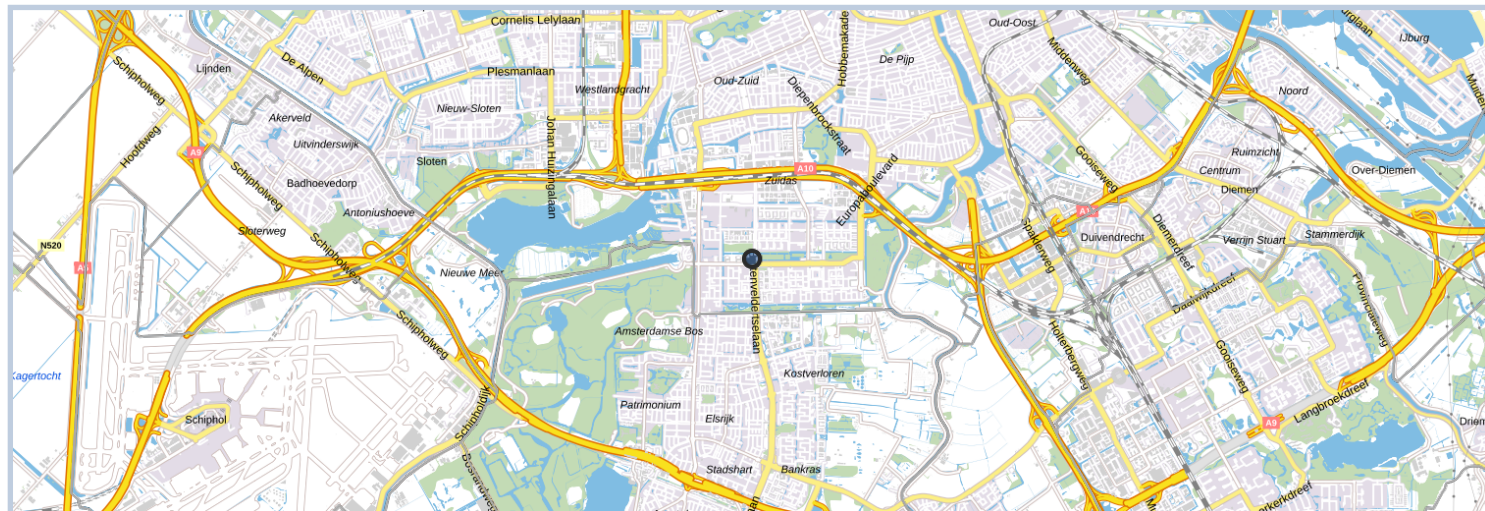 Cornelis Lelylaan
Hobbemakade
Oud-Oost
IJburg
De Alpen
Lijnden
Schipholweg
Plesmanlaan
Oud-Zuid
De Pijp
Middenweg
Westlandgracht
Noord
Nieuw-Sloten
Diepenbrockstraat
Akerveld
Johan Huizingalaan
Hoofdweg
Uitvinderswijk
A9
Sloten
Ruimzicht
Gooiseweg
A10
Centrum
Over-Diemen
Schipholweg
Badhoevedorp
Zuidas
Diemen
Europaboulevard
Antoniushoeve
Sloterweg
Spaklerweg
Duivendrecht
Diemerdreef
Stammerdijk
Verrijn Stuart
N520
Schipholweg
Nieuwe Meer
Daalwijkdreef
Provincialeweg
Schipholweg
Amsterdamse Bos
Holterbergweg
Gooiseweg
Kostverloren
Patrimonium
Elsrijk
Schiphol
Schipholdijk
Langbroekdreef
A9
Stadshart
Bankras
Bosrandweg